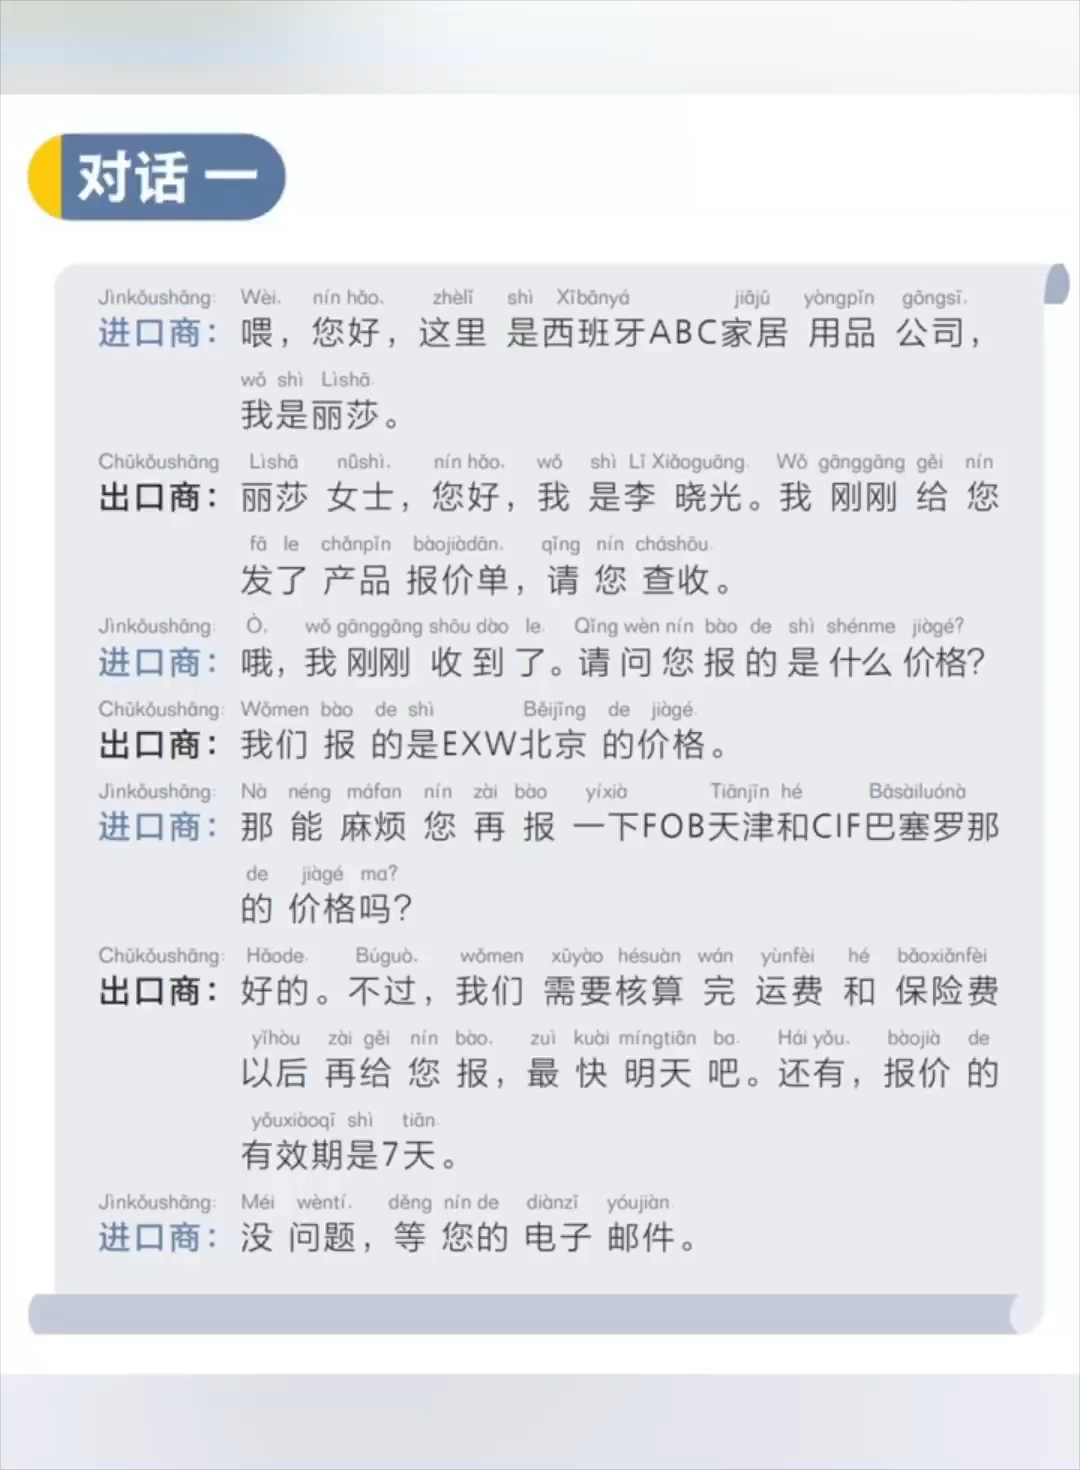 对话一
Jìnkǒushāng: Wèi, nín hǎo, zhèlǐ shì Xībānyá jiājū yòngpǐn gōngsī,
进口商：喂，您好，这里是西班牙ABC家居用品公司，
wǒ shì Lìshā.
我是丽莎。
Chūkǒushāng Lìshā nǚshì, nín hǎo, wǒ shì Lǐ Xiǎoguāng. Wǒ gānggāng gěi nín
出口商：丽莎女士，您好，我是李晓光。我刚刚给您
fā le chǎnpǐn bàojiàdān, qǐng nín cháshōu.
发了产品报价单，请您查收。
Jìnkǒushāng: Ò, wǒ gānggāng shōu dào le. Qǐng wèn nín bào de shì shénme jiàgé?
进口商：哦，我刚刚收到了。请问您报的是什么价格？
Chūkǒushāng: Wǒmen bào de shì Běijīng de jiàgé.
出口商：我们报的是EXW北京的价格。
Jìnkǒushāng: Nà néng máfan nín zài bào yíxià Tiānjīn hé Bāsàiluónà
进口商：那能麻烦您再报一下FOB天津和CIF巴塞罗那
de jiàgé ma?
的价格吗？
Chūkǒushāng: Hǎode. Búguò, wǒmen xūyào hésuàn wán yùnfèi hé bǎoxiǎnfèi
出口商：好的。不过，我们需要核算完运费和保险费
yǐhòu zài gěi nín bào, zuì kuài míngtiān ba. Hái yǒu, bàojià de
以后再给您报，最快明天吧。还有，报价的
yǒuxiàoqī shì tiān.
有效期是7天。
Jìnkǒushāng: Méi wèntí, děng nín de diànzǐ yóujiàn.
进口商：没问题，等您的电子邮件。